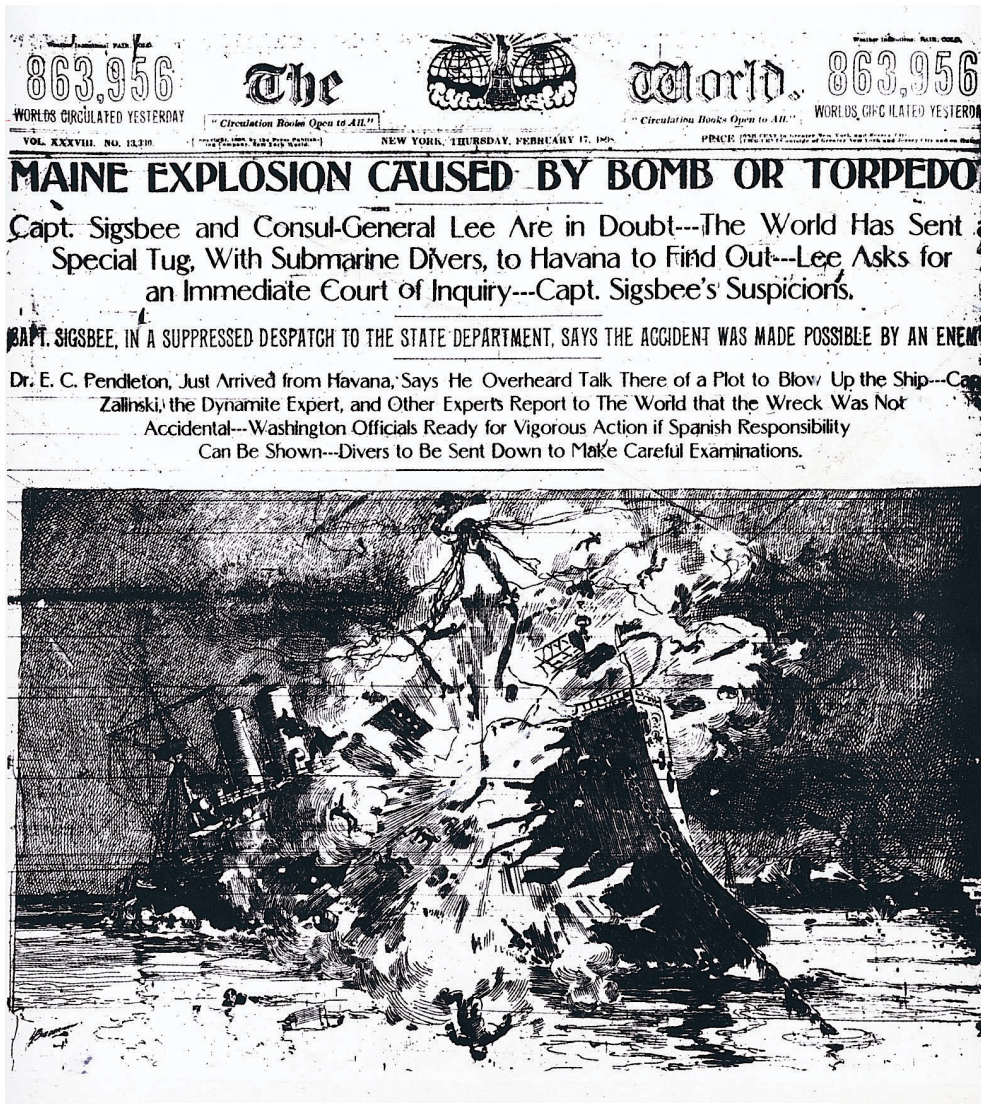 863,956
WORLDS CIRCULATED YESTERDAY
The World.
"Circulation Books Open to All."
"Circulation Books Open to All."
863,956
WORLDS CIRCULATED YESTERDA
VOL. XXXVIII. NO. 13,330.
NEW YORK, THURSDAY, FEBRUARY 17, 1898.
PRICE
MAINE EXPLOSION CAUSED BY BOMB OR TORPEDO
Capt. Sigsbee and Consul-General Lee Are in Doubt---The World Has Sent a
Special Tug, With Submarine Divers, to Havana to Find Out---Lee Asks for
an Immediate Court of Inquiry---Capt. Sigsbee's Suspicions.
CAPT. SIGSBEE, IN A SUPPRESSED DESPATCH TO THE STATE DEPARTMENT, SAYS THE ACCIDENT WAS MADE POSSIBLE BY AN ENEM
Dr. E. C. Pendleton, Just Arrived from Havana, Says He Overheard Talk There of a Plot to Blow Up the Ship---Cap
Zalinski, the Dynamite Expert, and Other Experts Report to The World that the Wreck Was Not
Accidental---Washington Officials Ready for Vigorous Action if Spanish Responsibility
Can Be Shown---Divers to Be Sent Down to Make Careful Examinations.